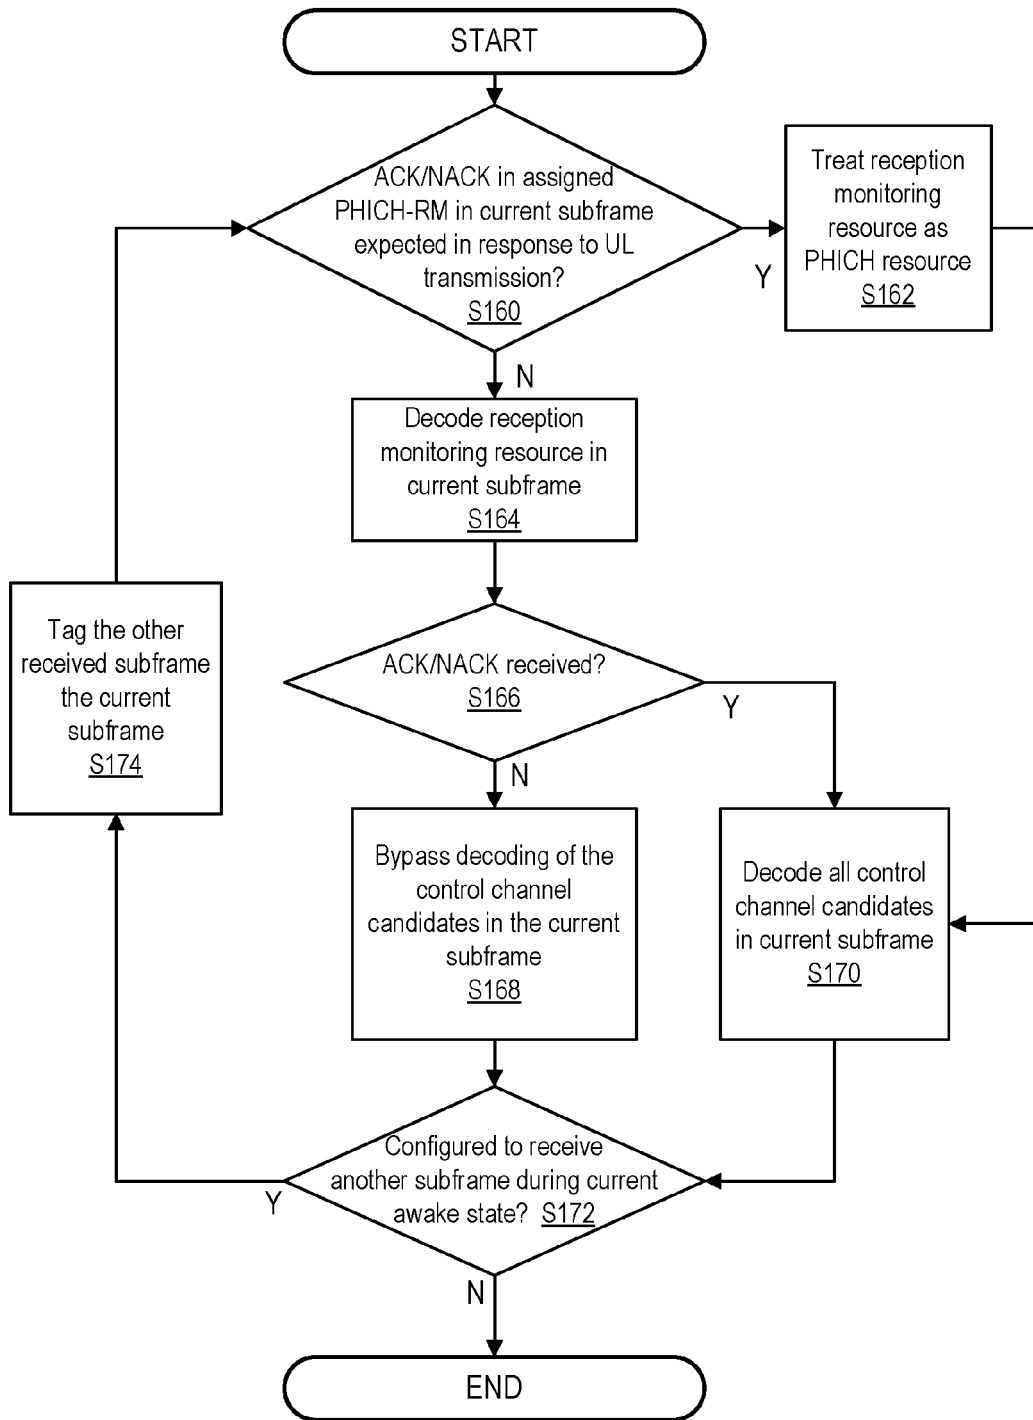 START
ACK/NACK in assigned
PHICH-RM in current subframe
expected in response to UL
transmission?
S160
Y
Treat reception
monitoring
resource as
PHICH resource
S162
N
Decode reception
monitoring resource in
current subframe
S164
Tag the other
received subframe
the current
subframe
S174
ACK/NACK received?
S166
Y
N
Bypass decoding of the
control channel
candidates in the current
subframe
S168
Decode all control
channel candidates
in current subframe
S170
Configured to receive
another subframe during current
awake state? S172
Y
N
END